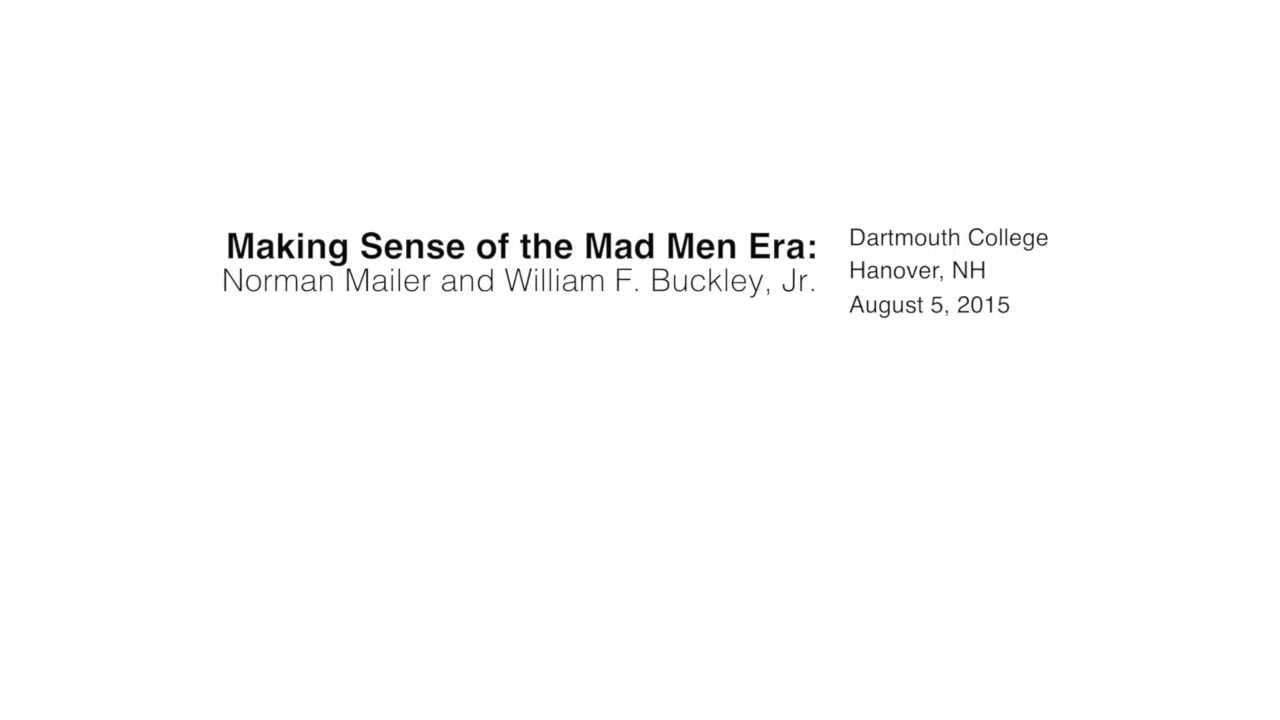 Making Sense of the Mad Men Era:
Norman Mailer and William F. Buckley, Jr.
Dartmouth College
Hanover, NH
August 5, 2015